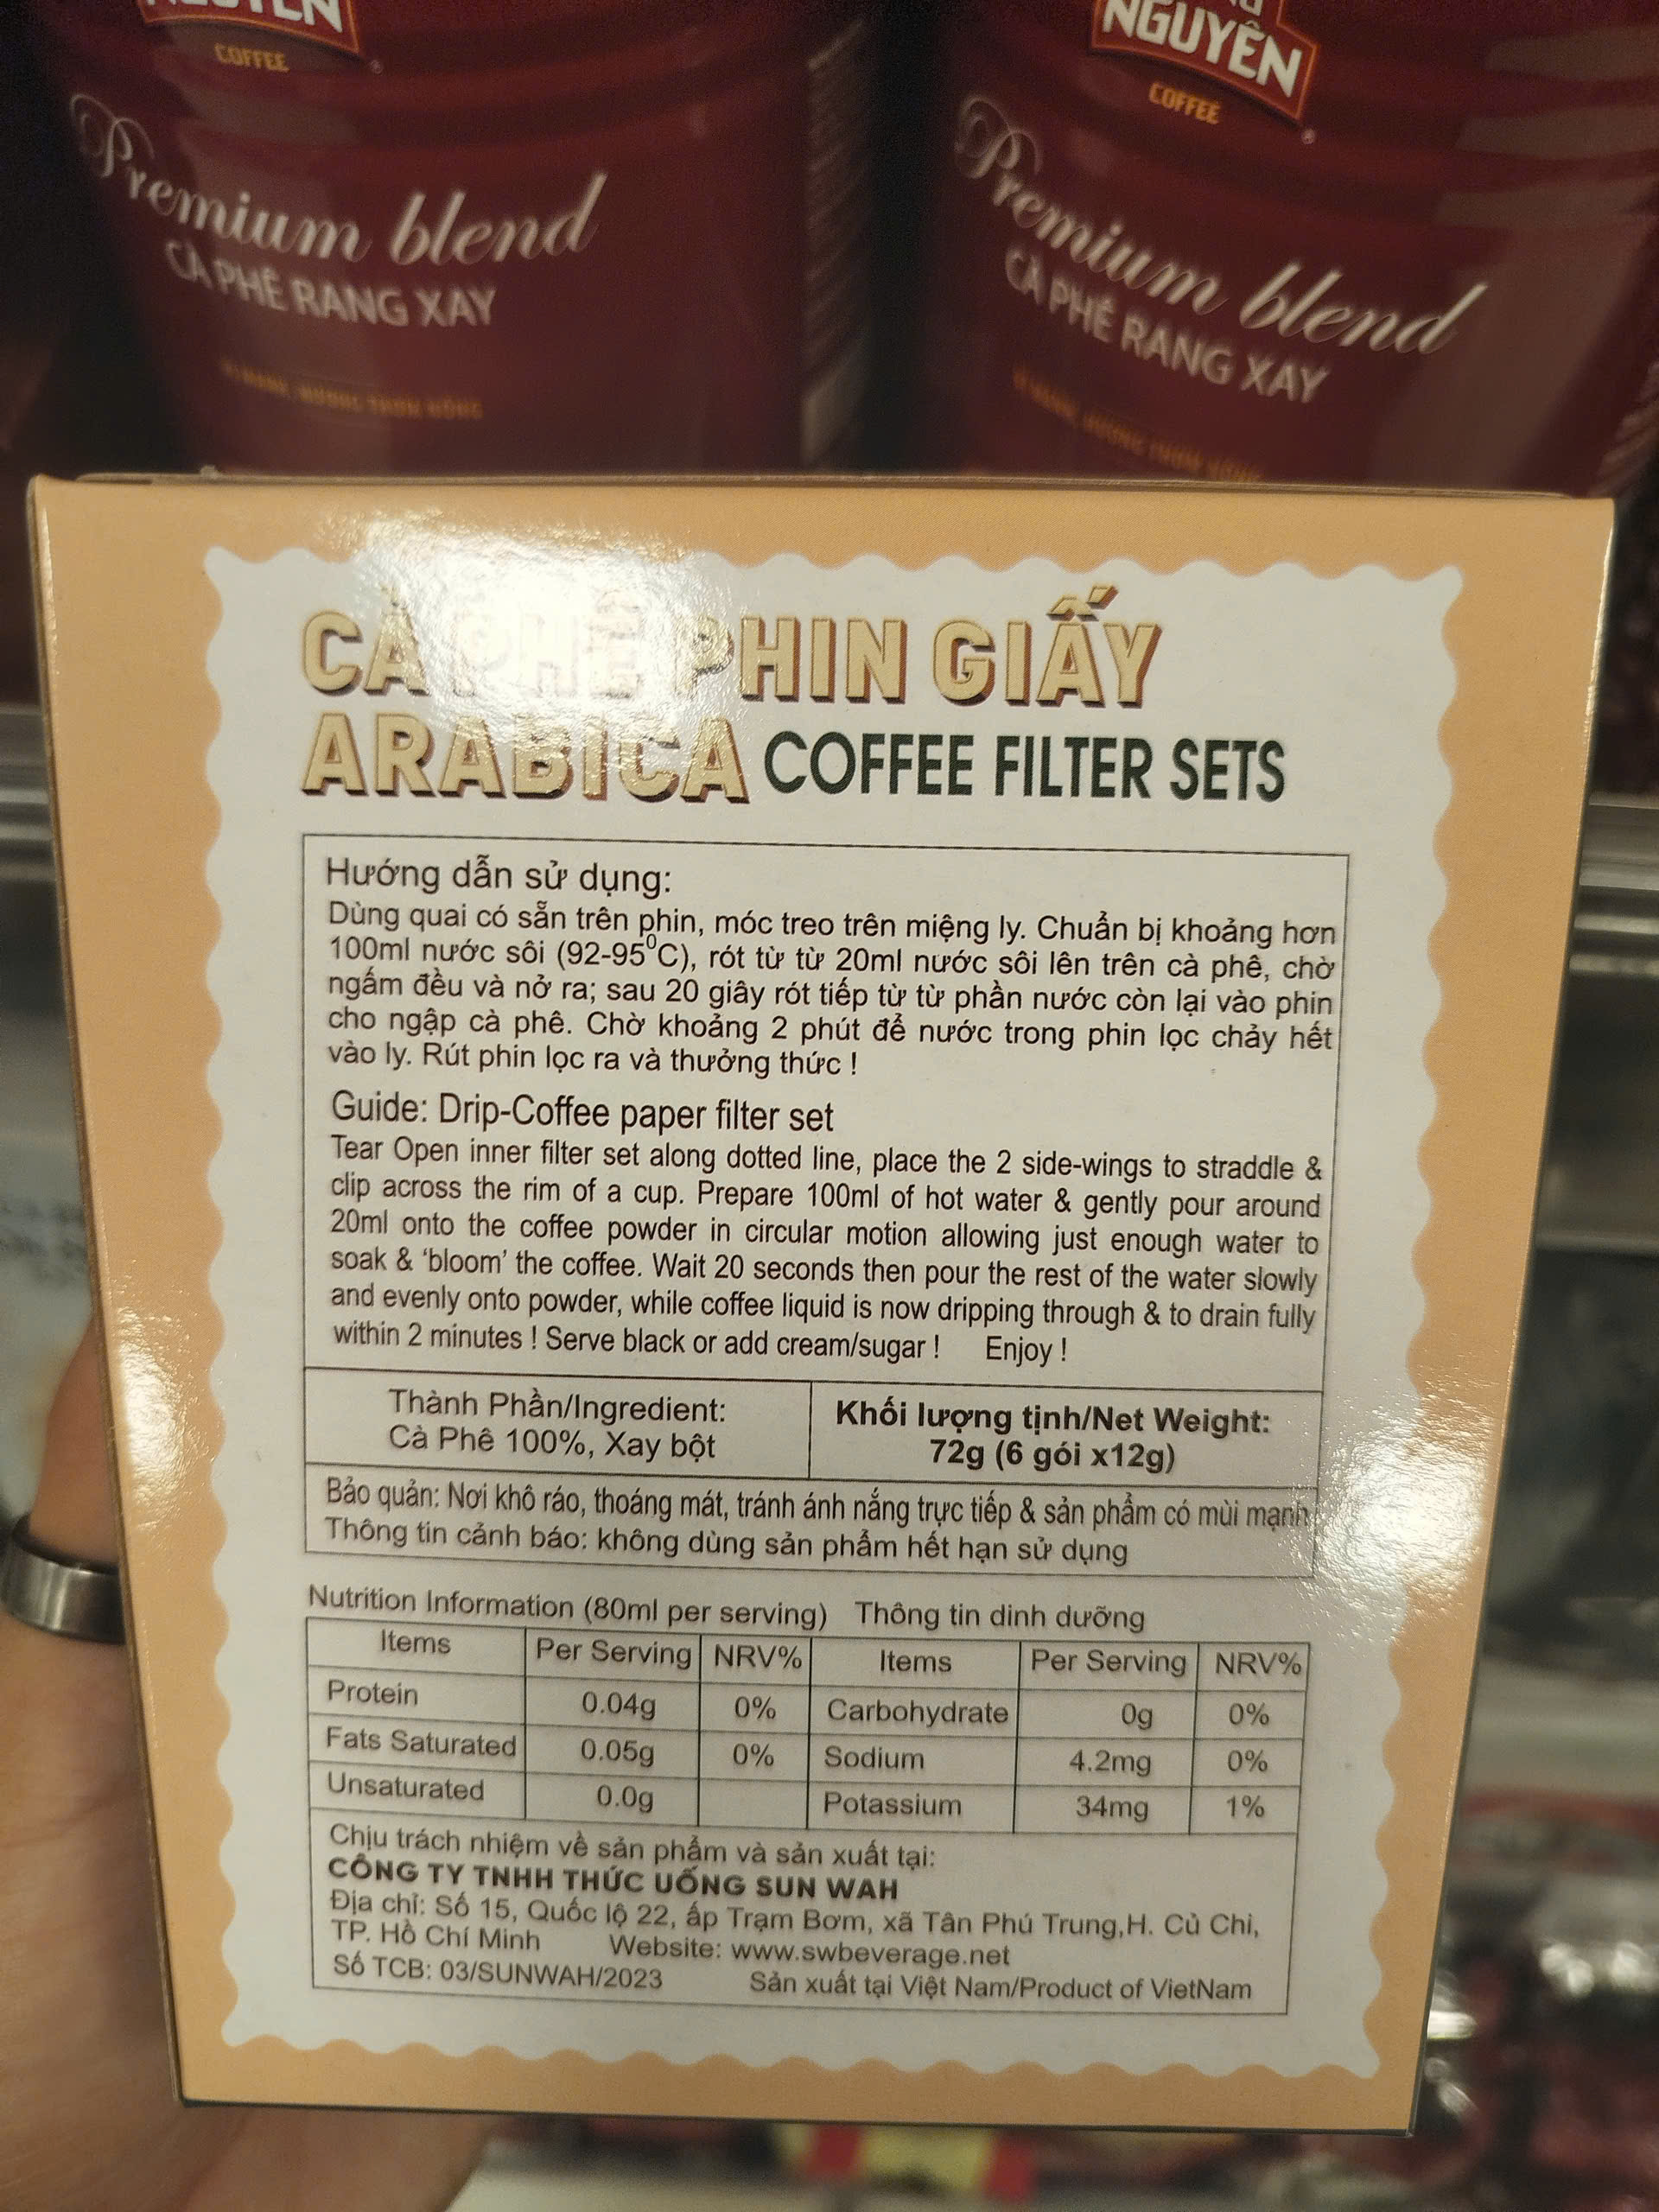 COFFEE
Premium blend
CÀ PHÊ RANG XAY
NGUYÊN
COFFEE
Premium blend
CÀ PHÊ RANG XAY
CÀ PHÊ PHIN GIẤY
ARABICA COFFEE FILTER SETS
Hướng dẫn sử dụng:
Dùng quai có sẵn trên phin, móc treo trên miệng ly. Chuẩn bị khoảng hơn
100ml nước sôi (92-95⁰C), rót từ từ 20ml nước sôi lên trên cà phê, chờ
ngấm đều và nở ra; sau 20 giây rót tiếp từ từ phần nước còn lại vào phin
cho ngập cà phê. Chờ khoảng 2 phút để nước trong phin lọc chảy hết
vào ly. Rút phin lọc ra và thưởng thức !
Guide: Drip-Coffee paper filter set
Tear Open inner filter set along dotted line, place the 2 side-wings to straddle &
clip across the rim of a cup. Prepare 100ml of hot water & gently pour around
20ml onto the coffee powder in circular motion allowing just enough water to
soak & ‘bloom’ the coffee. Wait 20 seconds then pour the rest of the water slowly
and evenly onto powder, while coffee liquid is now dripping through & to drain fully
within 2 minutes ! Serve black or add cream/sugar ! Enjoy !
Thành Phần/Ingredient:
Cà Phê 100%, Xay bột
Khối lượng tịnh/Net Weight:
72g (6 gói x12g)
Bảo quản: Nơi khô ráo, thoáng mát, tránh ánh nắng trực tiếp & sản phẩm có mùi mạnh
Thông tin cảnh báo: không dùng sản phẩm hết hạn sử dụng
Nutrition Information (80ml per serving) Thông tin dinh dưỡng
Items Per Serving NRV% Items Per Serving NRV%
Protein 0.04g 0% Carbohydrate 0g 0%
Fats Saturated 0.05g 0% Sodium 4.2mg 0%
Unsaturated 0.0g Potassium 34mg 1%
Chịu trách nhiệm về sản phẩm và sản xuất tại:
CÔNG TY TNHH THỨC UỐNG SUN WAH
Địa chỉ: Số 15, Quốc lộ 22, ấp Trạm Bơm, xã Tân Phú Trung,H. Củ Chi,
TP. Hồ Chí Minh Website: www.swbeverage.net
Số TCB: 03/SUNWAH/2023 Sản xuất tại Việt Nam/Product of VietNam